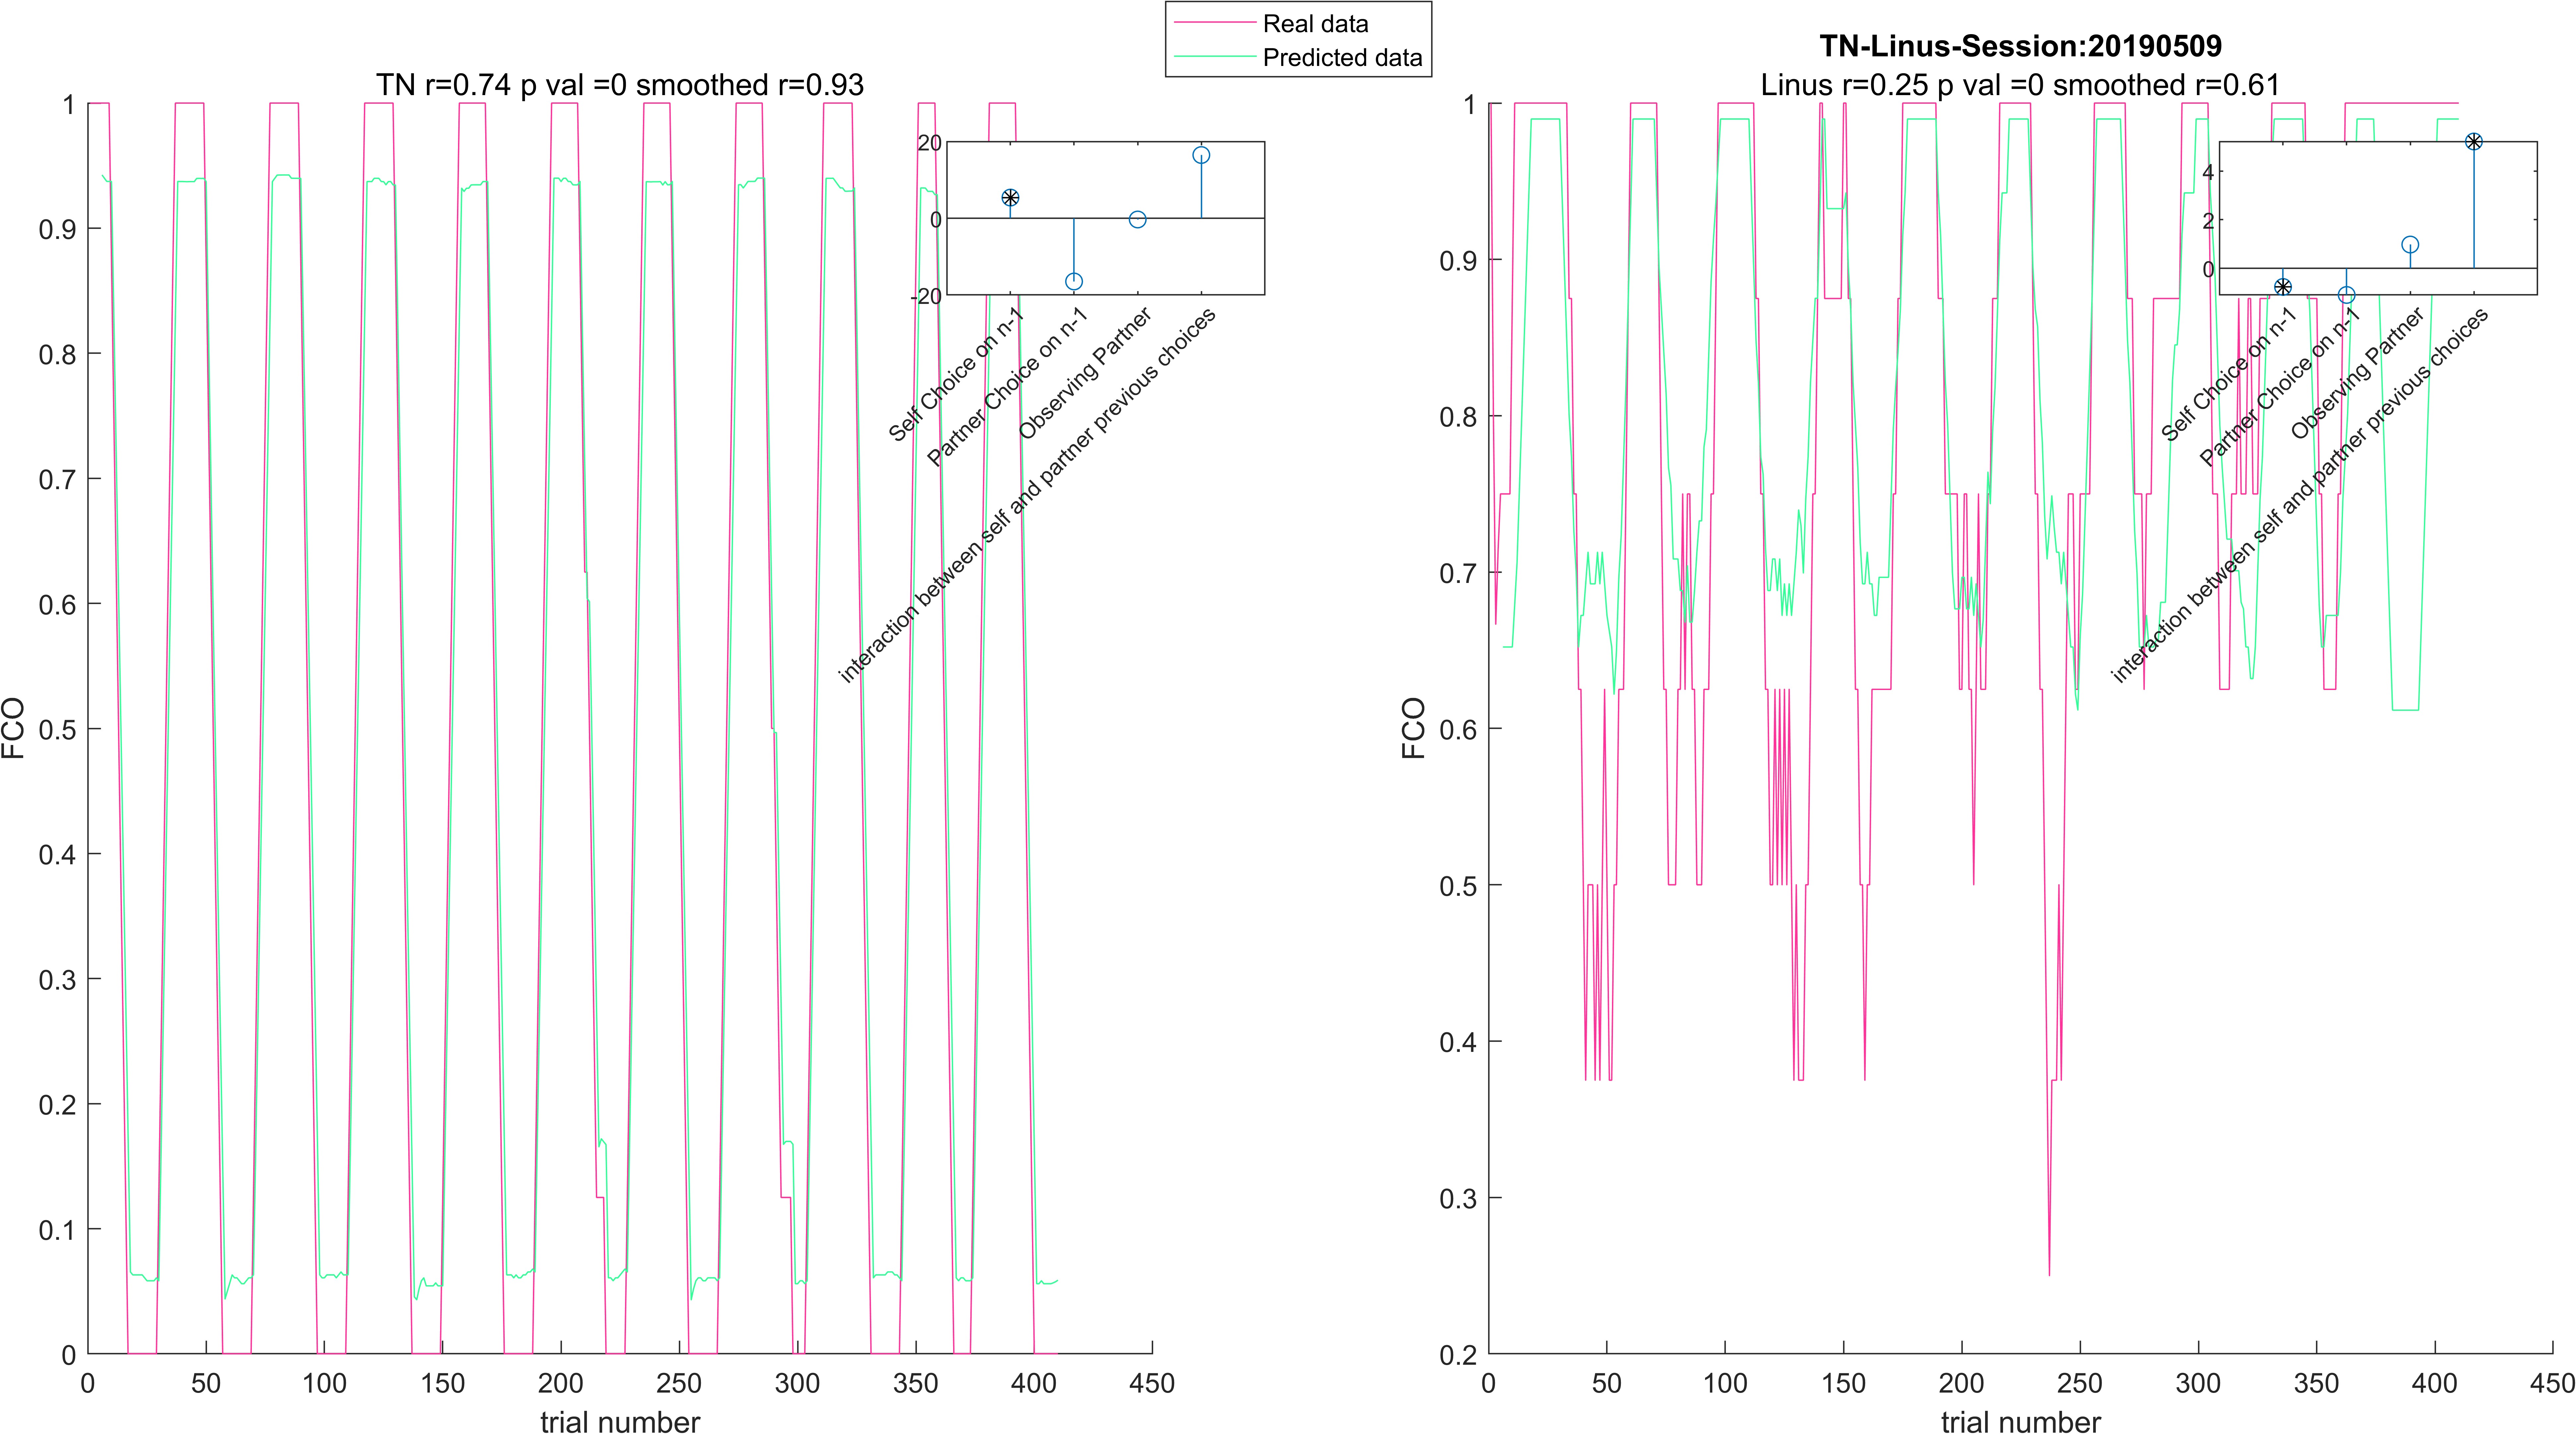 Real data
Predicted data
TN r=0.74 p val =0 smoothed r=0.93
FCO
1
0.9
0.8
0.7
0.6
0.5
0.4
0.3
0.2
0.1
0
0
50
100
150
200
250
300
350
400
450
trial number
20
0
-20
Self Choice on n-1
Partner Choice on n-1
Observing Partner
interaction between self and partner previous choices
TN-Linus-Session:20190509
Linus r=0.25 p val =0 smoothed r=0.61
FCO
1
0.9
0.8
0.7
0.6
0.5
0.4
0.3
0.2
0
50
100
150
200
250
300
350
400
450
trial number
4
2
0
Self Choice on n-1
Partner Choice on n-1
Observing Partner
interaction between self and partner previous choices